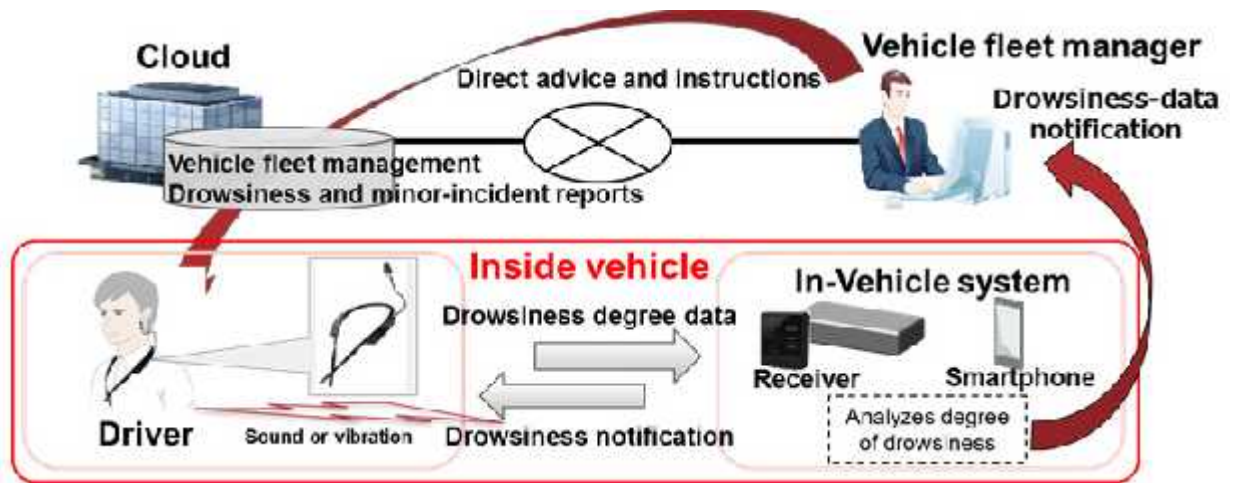 Cloud
Vehicle fleet manager
Direct advice and instructions
Drowsiness-data
notification
Vehicle fleet management
Drowsiness and minor-incident reports
Inside vehicle
In-Vehicle system
Drowsiness degree data
Receiver
Smartphone
Driver
Sound or vibration
Drowsiness notification
Analyzes degree
of drowsiness